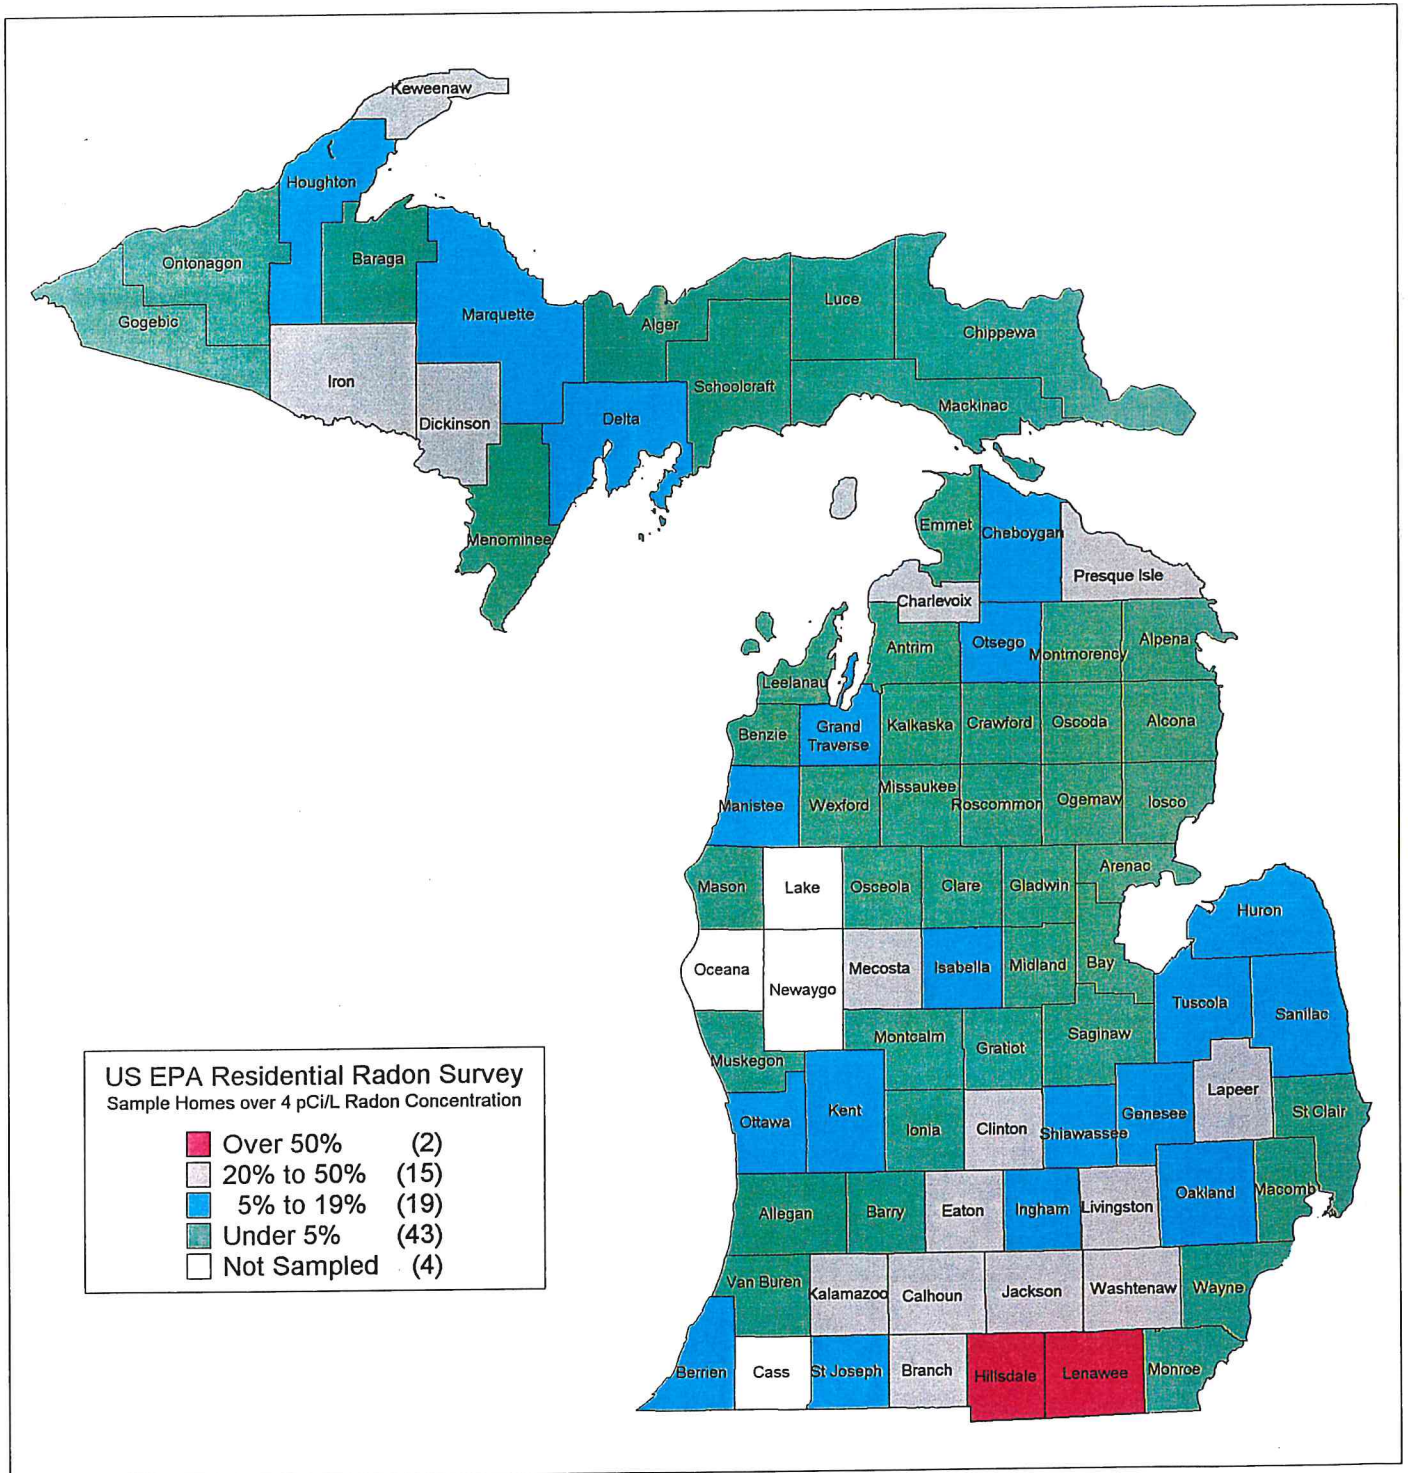 Keweenaw
Houghton
Ontonagon
Baraga
Gogebic
Marquette
Iron
Dickinson
Alger
Luce
Chippewa
Schoolcraft
Mackinac
Delta
Menominee
Emmet
Cheboygan
Presque Isle
Charlevoix
Antrim
Otsego
Montmorency
Alpena
Leelanau
Benzie
Grand
Traverse
Kalkaska
Crawford
Oscoda
Alcona
Manistee
Wexford
Missaukee
Roscommon
Ogemaw
Iosco
Mason
Lake
Osceola
Clare
Gladwin
Arenac
Huron
Oceana
Newaygo
Mecosta
Isabella
Midland
Bay
Tuscola
Sanilac
Muskegon
Montcalm
Gratiot
Saginaw
Lapeer
St Clair
Ottawa
Kent
Ionia
Clinton
Shiawassee
Genesee
Allegan
Barry
Eaton
Ingham
Livingston
Oakland
Macomb
Van Buren
Kalamazoo
Calhoun
Jackson
Washtenaw
Wayne
Berrien
Cass
St Joseph
Branch
Hillsdale
Lenawee
Monroe
US EPA Residential Radon Survey
Sample Homes over 4 pCi/L Radon Concentration
Over 50% (2)
20% to 50% (15)
5% to 19% (19)
Under 5% (43)
Not Sampled (4)